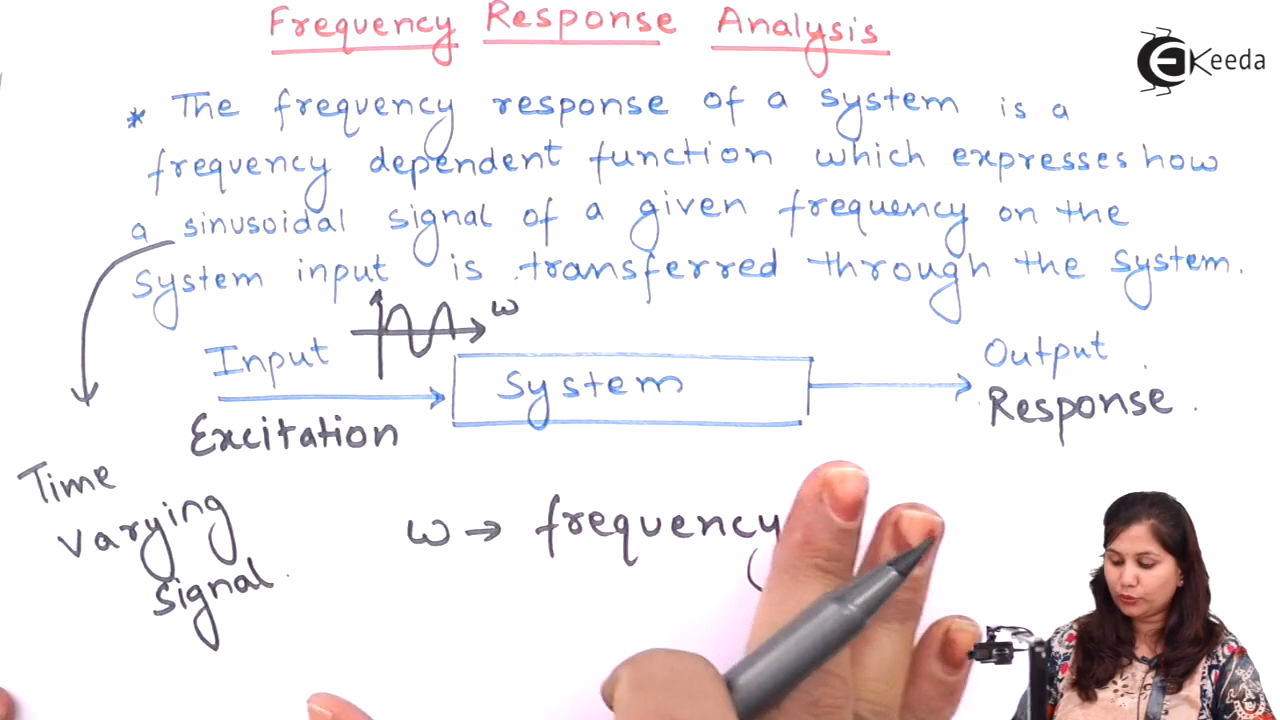 Frequency Response Analysis
Keeda
* The frequency response of a system is a
frequency dependent function which expresses how
a sinusoidal signal of a given frequency on the
system input is transferred through the system.
ω
Input
System
Output
Excitation
Response.
Time
varying
signal.
ω → frequency
(